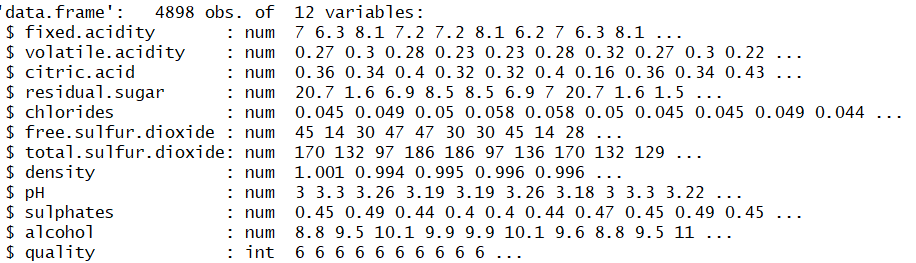 'data.frame':	4898 obs. of  12 variables:
 $ fixed.acidity       : num  7 6.3 8.1 7.2 7.2 8.1 6.2 7 6.3 8.1 ...
 $ volatile.acidity    : num  0.27 0.3 0.28 0.23 0.23 0.28 0.32 0.27 0.3 0.22 ...
 $ citric.acid         : num  0.36 0.34 0.4 0.32 0.32 0.4 0.16 0.36 0.34 0.43 ...
 $ residual.sugar      : num  20.7 1.6 6.9 8.5 8.5 6.9 7 20.7 1.6 1.5 ...
 $ chlorides           : num  0.045 0.049 0.05 0.058 0.058 0.05 0.045 0.045 0.049 0.044 ...
 $ free.sulfur.dioxide : num  45 14 30 47 47 30 30 45 14 28 ...
 $ total.sulfur.dioxide: num  170 132 97 186 186 97 136 170 132 129 ...
 $ density             : num  1.001 0.994 0.995 0.996 0.996 ...
 $ pH                  : num  3 3.3 3.26 3.19 3.19 3.26 3.18 3 3.3 3.22 ...
 $ sulphates           : num  0.45 0.49 0.44 0.4 0.4 0.44 0.47 0.45 0.49 0.45 ...
 $ alcohol             : num  8.8 9.5 10.1 9.9 9.9 10.1 9.6 8.8 9.5 11 ...
 $ quality             : int  6 6 6 6 6 6 6 6 6 6 ...